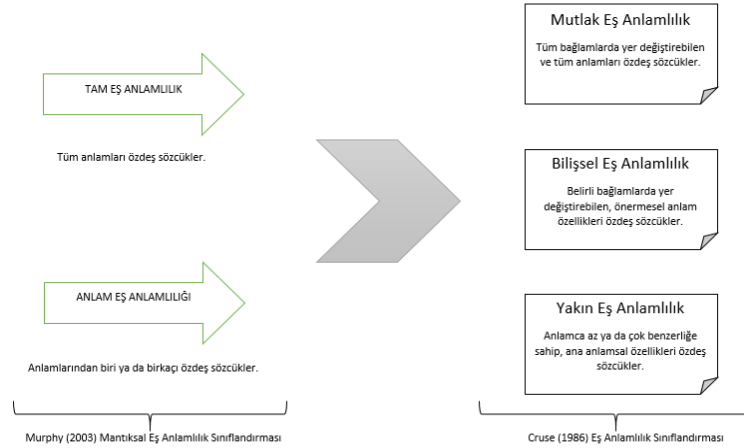 TAM EŞ ANLAMLILIK
Tüm anlamları özdeş sözcükler.
ANLAM EŞ ANLAMLILIĞI
Anlamlarından biri ya da birkaçı özdeş sözcükler.
Murphy (2003) Mantıksal Eş Anlamlılık Sınıflandırması
Mutlak Eş Anlamlılık
Tüm bağlamlarda yer değiştirebilen
ve tüm anlamları özdeş sözcükler.
Bilişsel Eş Anlamlılık
Belirli bağlamlarda yer
değiştirebilen, önermesel anlam
özellikleri özdeş sözcükler.
Yakın Eş Anlamlılık
Anlamca az ya da çok benzerliğe
sahip, ana anlamsal özellikleri özdeş
sözcükler.
Cruse (1986) Eş Anlamlılık Sınıflandırması